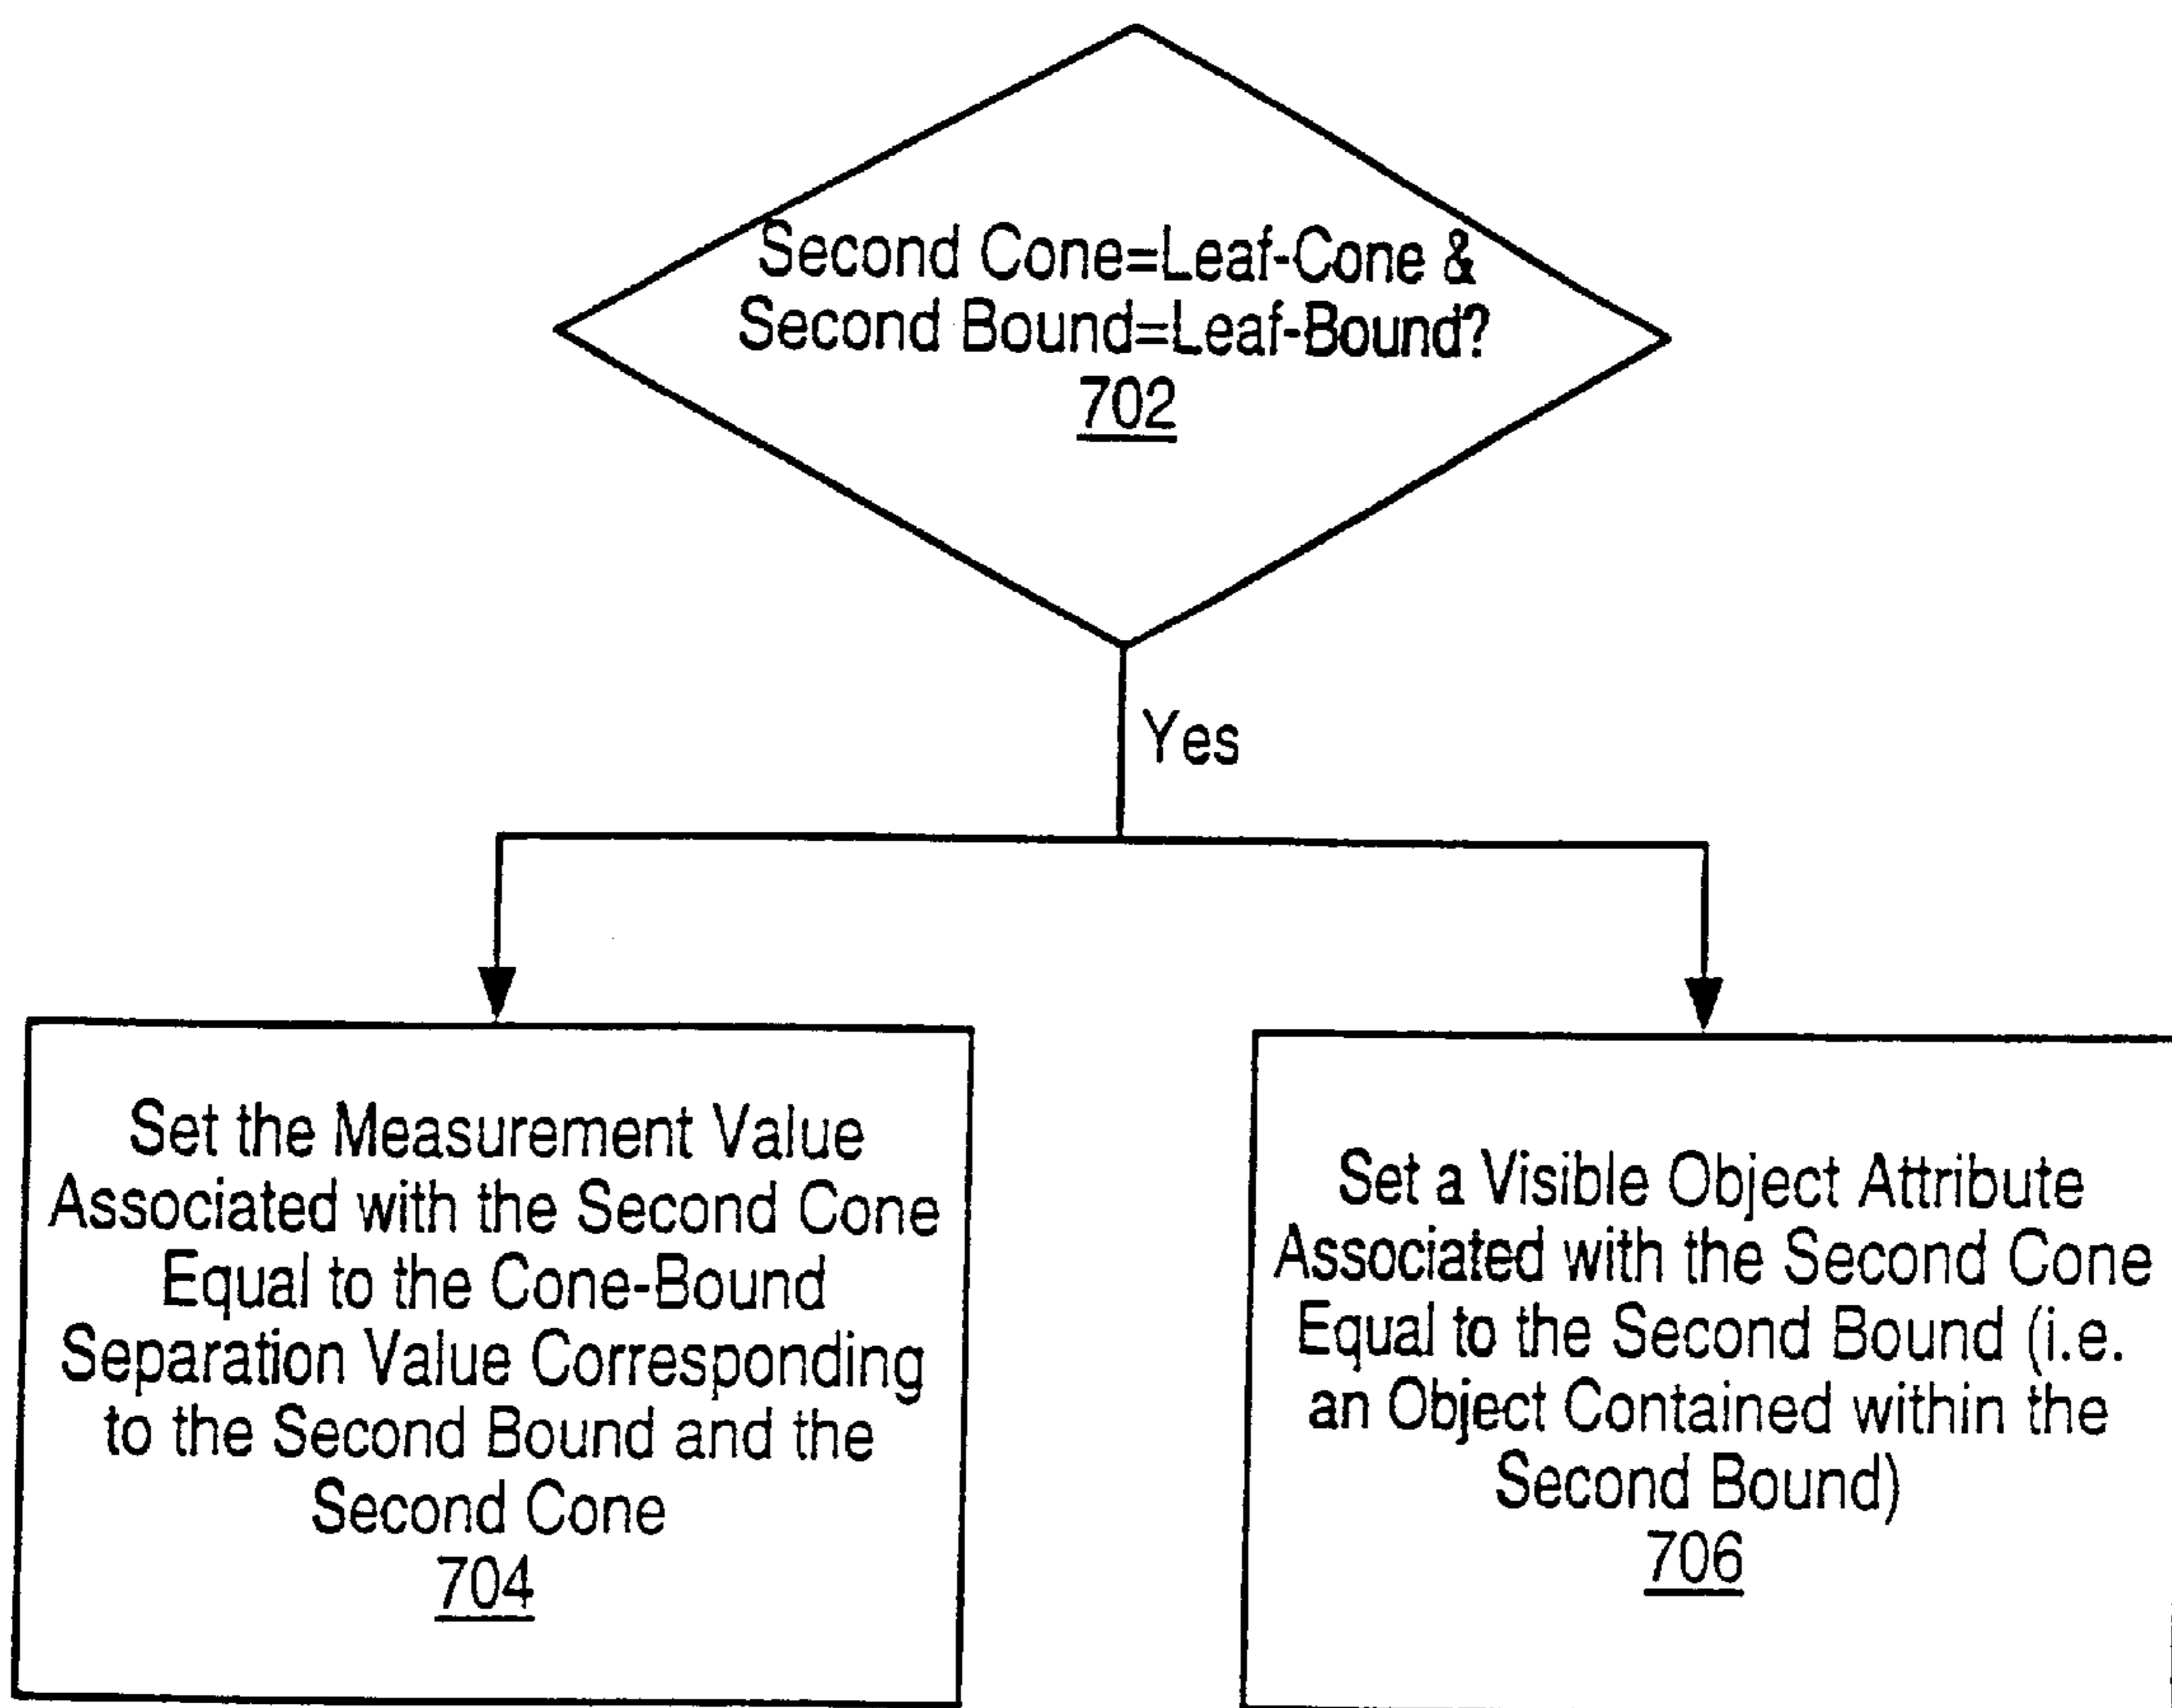 Second Cone=Leaf-Cone &
Second Bound=Leaf-Bound?
702
Yes
Set the Measurement Value
Associated with the Second Cone
Equal to the Cone-Bound
Separation Value Corresponding
to the Second Bound and the
Second Cone
704
Set a Visible Object Attribute
Associated with the Second Cone
Equal to the Second Bound (i.e.
an Object Contained within the
Second Bound)
706